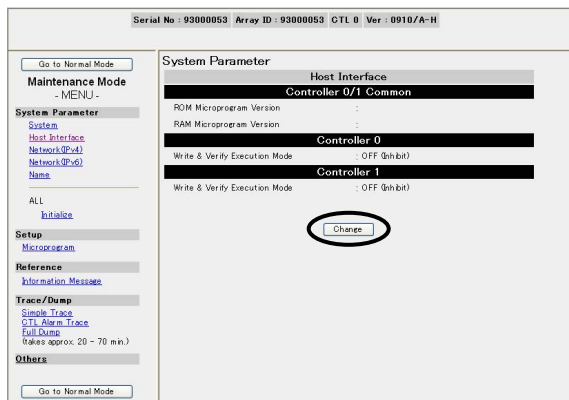 Serial No : 93000053 Array ID : 93000053 CTL 0 Ver : 0910/A-H
Go to Normal Mode
Maintenance Mode
- MENU -
System Parameter
System
Host Interface
Network(IPv4)
Network(IPv6)
Name
ALL
Initialize
Setup
Microprogram
Reference
Information Message
Trace/Dump
Simple Trace
CTL Alarm Trace
Full Dump
(takes approx. 20 - 70 min.)
Others
Go to Normal Mode
System Parameter
Host Interface
Controller 0/1 Common
ROM Microprogram Version :
RAM Microprogram Version :
Controller 0
Write & Verify Execution Mode : OFF (Inhibit)
Controller 1
Write & Verify Execution Mode : OFF (Inhibit)
Change